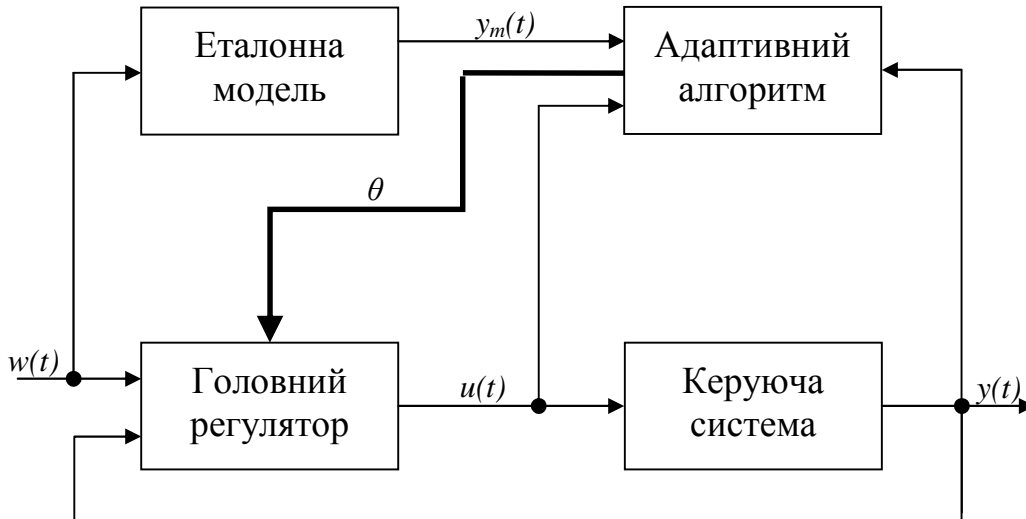 Еталонна
модель
y_m(t)
Адаптивний
алгоритм
θ
w(t)
Головний
регулятор
u(t)
Керуюча
система
y(t)